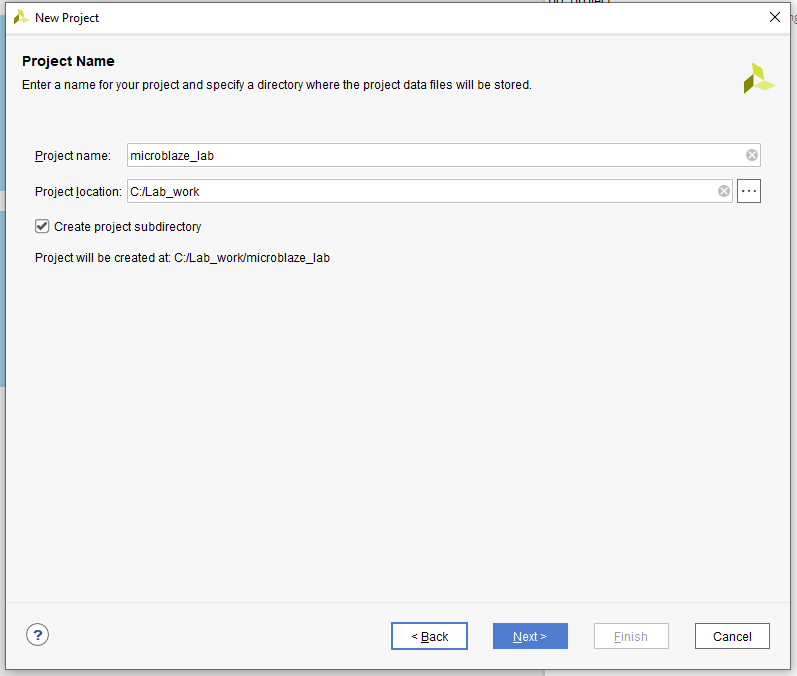 New Project
Project Name
Enter a name for your project and specify a directory where the project data files will be stored.
Project name: microblaze_lab
Project location: C:/Lab_work ...
Create project subdirectory
Project will be created at: C:/Lab_work/microblaze_lab
? < Back Next > Finish Cancel